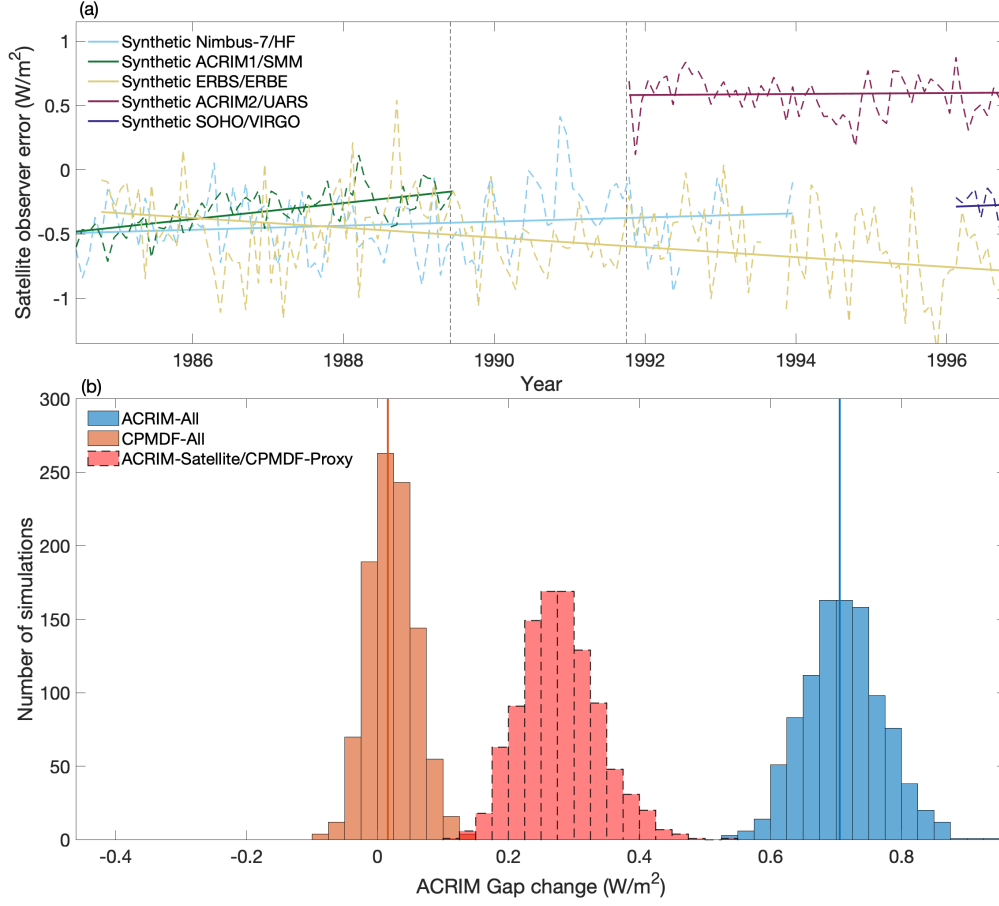 (a)
Satellite observer error (W/m²)
1
0.5
0
-0.5
-1
Synthetic Nimbus-7/HF
Synthetic ACRIM1/SMM
Synthetic ERBS/ERBE
Synthetic ACRIM2/UARS
Synthetic SOHO/VIRGO
1986 1988 1990 1992 1994 1996
Year
(b)
Number of simulations
300
250
200
150
100
50
0
ACRIM-All
CPMDF-All
ACRIM-Satellite/CPMDF-Proxy
-0.4 -0.2 0 0.2 0.4 0.6 0.8
ACRIM Gap change (W/m²)